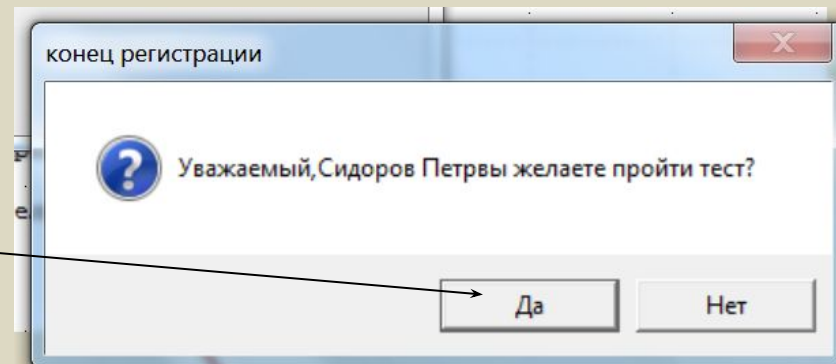 конец регистрации
Уважаемый,Сидоров Петрвы желаете пройти тест?
Да
Нет